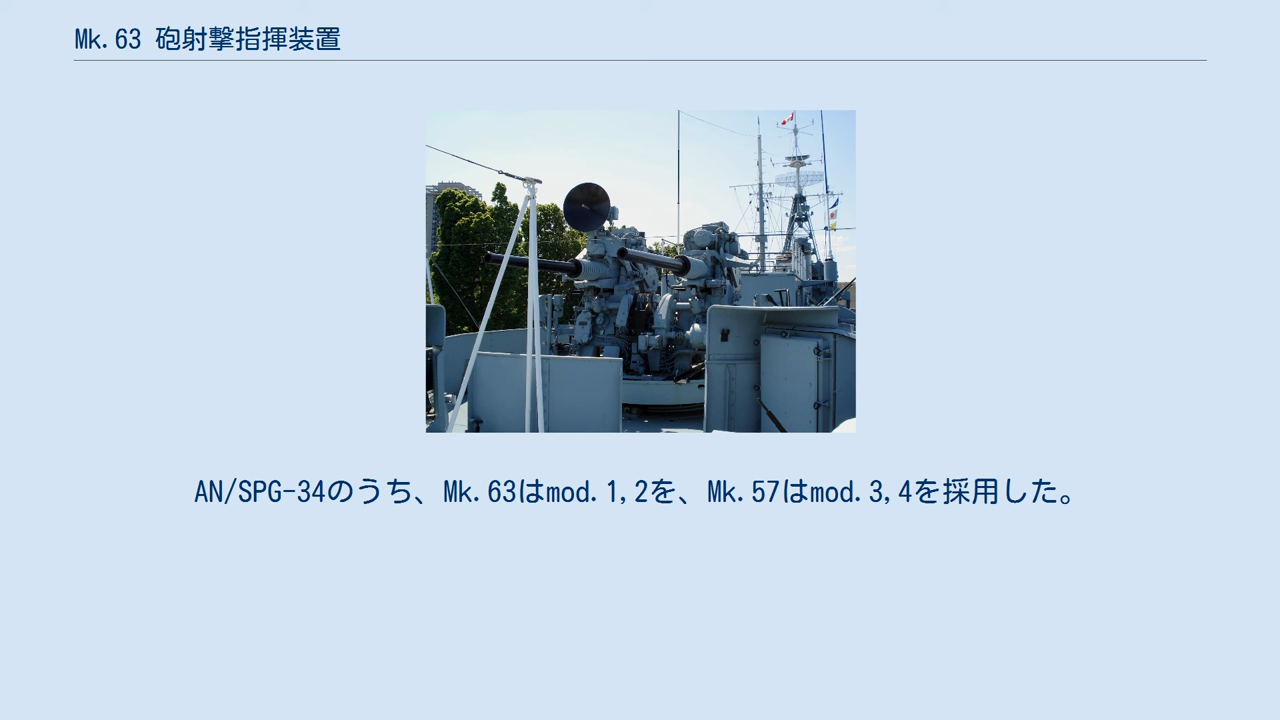 Mk.63 砲射撃指揮装置
AN/SPG-34のうち、Mk.63はmod.1,2を、Mk.57はmod.3,4を採用した。